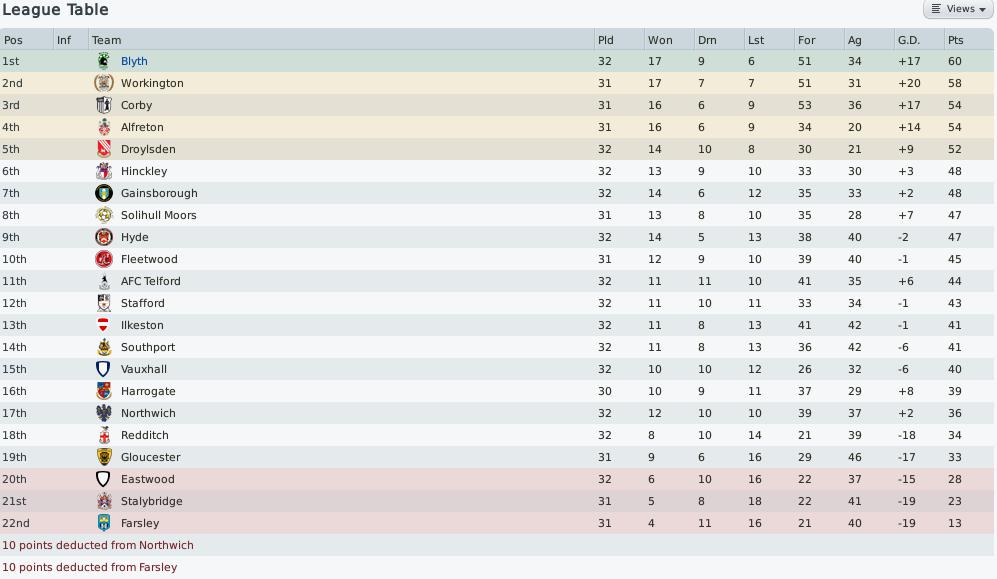 League Table
Views
Pos Inf Team Pld Won Drn Lst For Ag G.D. Pts
1st Blyth 32 17 9 6 51 34 +17 60
2nd Workington 31 17 7 7 51 31 +20 58
3rd Corby 31 16 6 9 53 36 +17 54
4th Alfreton 31 16 6 9 34 20 +14 54
5th Droylsden 32 14 10 8 30 21 +9 52
6th Hinckley 32 13 9 10 33 30 +3 48
7th Gainsborough 32 14 6 12 35 33 +2 48
8th Solihull Moors 31 13 8 10 35 28 +7 47
9th Hyde 32 14 5 13 38 40 -2 47
10th Fleetwood 31 12 9 10 39 40 -1 45
11th AFC Telford 32 11 11 10 41 35 +6 44
12th Stafford 32 11 10 11 33 34 -1 43
13th Ilkeston 32 11 8 13 41 42 -1 41
14th Southport 32 11 8 13 36 42 -6 41
15th Vauxhall 32 10 10 12 26 32 -6 40
16th Harrogate 30 10 9 11 37 29 +8 39
17th Northwich 32 12 10 10 39 37 +2 36
18th Redditch 32 8 10 14 21 39 -18 34
19th Gloucester 31 9 6 16 29 46 -17 33
20th Eastwood 32 6 10 16 22 37 -15 28
21st Stalybridge 31 5 8 18 22 41 -19 23
22nd Farsley 31 4 11 16 21 40 -19 13
10 points deducted from Northwich
10 points deducted from Farsley